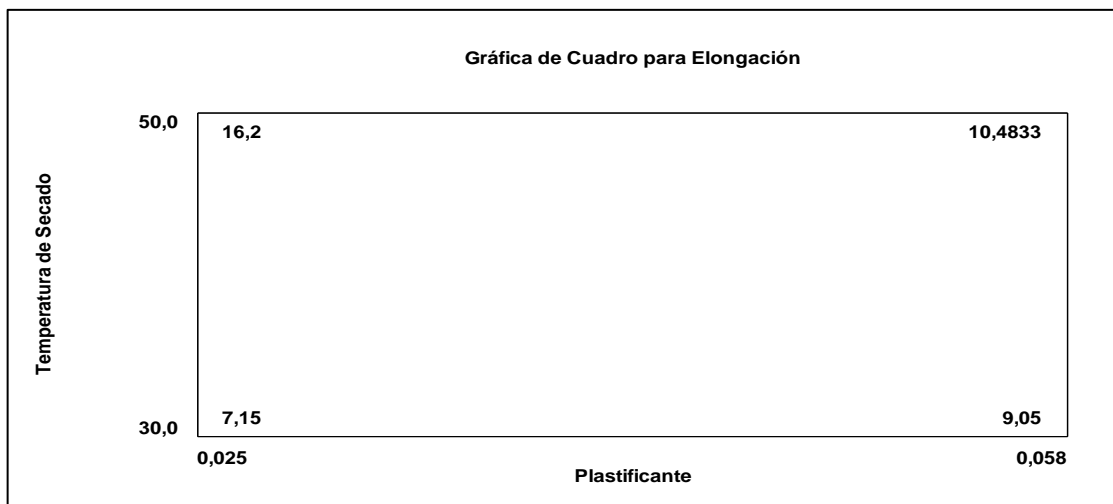 Gráfica de Cuadro para Elongación
50,0
16,2 10,4833
Temperatura de Secado
7,15 9,05
30,0
0,025 0,058
Plastificante